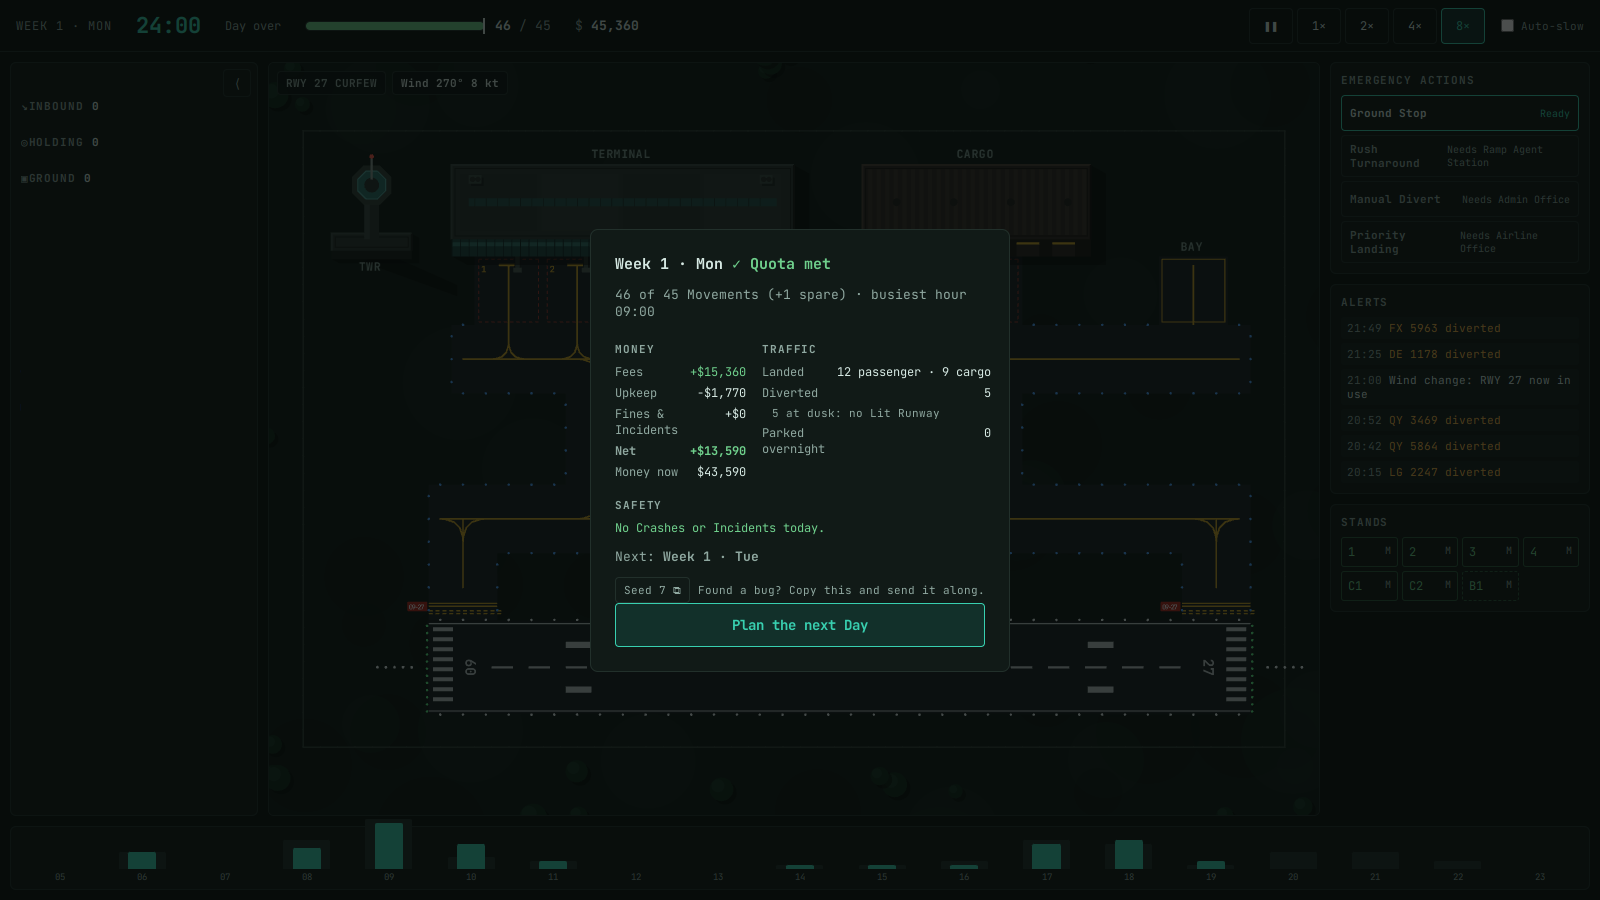 WEEK 1 · MON 24:00 Day over 46 / 45 $ 45,360 1× 2× 4× 8× Auto-slow
INBOUND 0
HOLDING 0
GROUND 0
RWY 27 CURFEW Wind 270° 8 kt
TERMINAL
CARGO
TWR
BAY
1 2
Week 1 · Mon ✓ Quota met
46 of 45 Movements (+1 spare) · busiest hour
09:00
MONEY
Fees +$15,360
Upkeep -$1,770
Fines & +$0
Incidents
Net +$13,590
Money now $43,590
TRAFFIC
Landed 12 passenger · 9 cargo
Diverted 5
5 at dusk: no Lit Runway
Parked 0
overnight
SAFETY
No Crashes or Incidents today.
Next: Week 1 · Tue
Seed 7 ⧉ Found a bug? Copy this and send it along.
Plan the next Day
09-27
09-27
09
27
EMERGENCY ACTIONS
Ground Stop Ready
Rush Needs Ramp Agent
Turnaround Station
Manual Divert Needs Admin Office
Priority Needs Airline
Landing Office
ALERTS
21:49 FX 5963 diverted
21:25 DE 1178 diverted
21:00 Wind change: RWY 27 now in
use
20:52 QY 3469 diverted
20:42 QY 5864 diverted
20:15 LG 2247 diverted
STANDS
1 M 2 M 3 M 4 M
C1 M C2 M B1 M
05 06 07 08 09 10 11 12 13 14 15 16 17 18 19 20 21 22 23